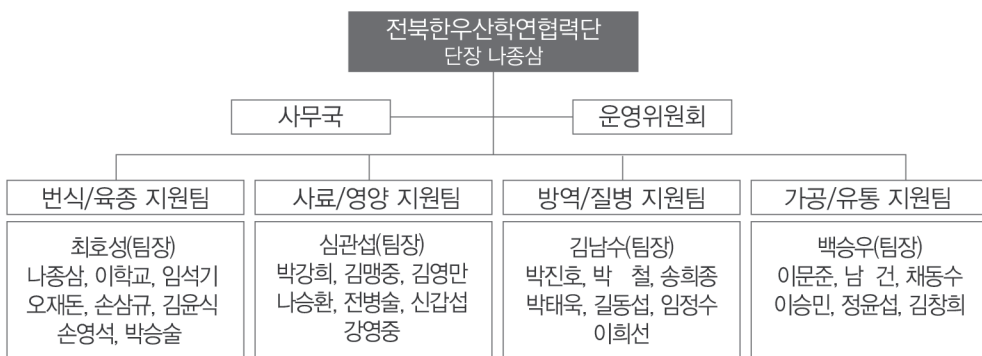 전북한우산학연협력단
단장 나종삼
사무국
운영위원회
번식/육종 지원팀
최호성(팀장)
나종삼, 이학교, 임석기
오재돈, 손삼규, 김윤식
손영석, 박승술
사료/영양 지원팀
심관섭(팀장)
박강희, 김맹중, 김영만
나승환, 전병술, 신갑섭
강영중
방역/질병 지원팀
김남수(팀장)
박진호, 박 철, 송희종
박태욱, 길동섭, 임정수
이희선
가공/유통 지원팀
백승우(팀장)
이문준, 남 건, 채동수
이승민, 정윤섭, 김창희